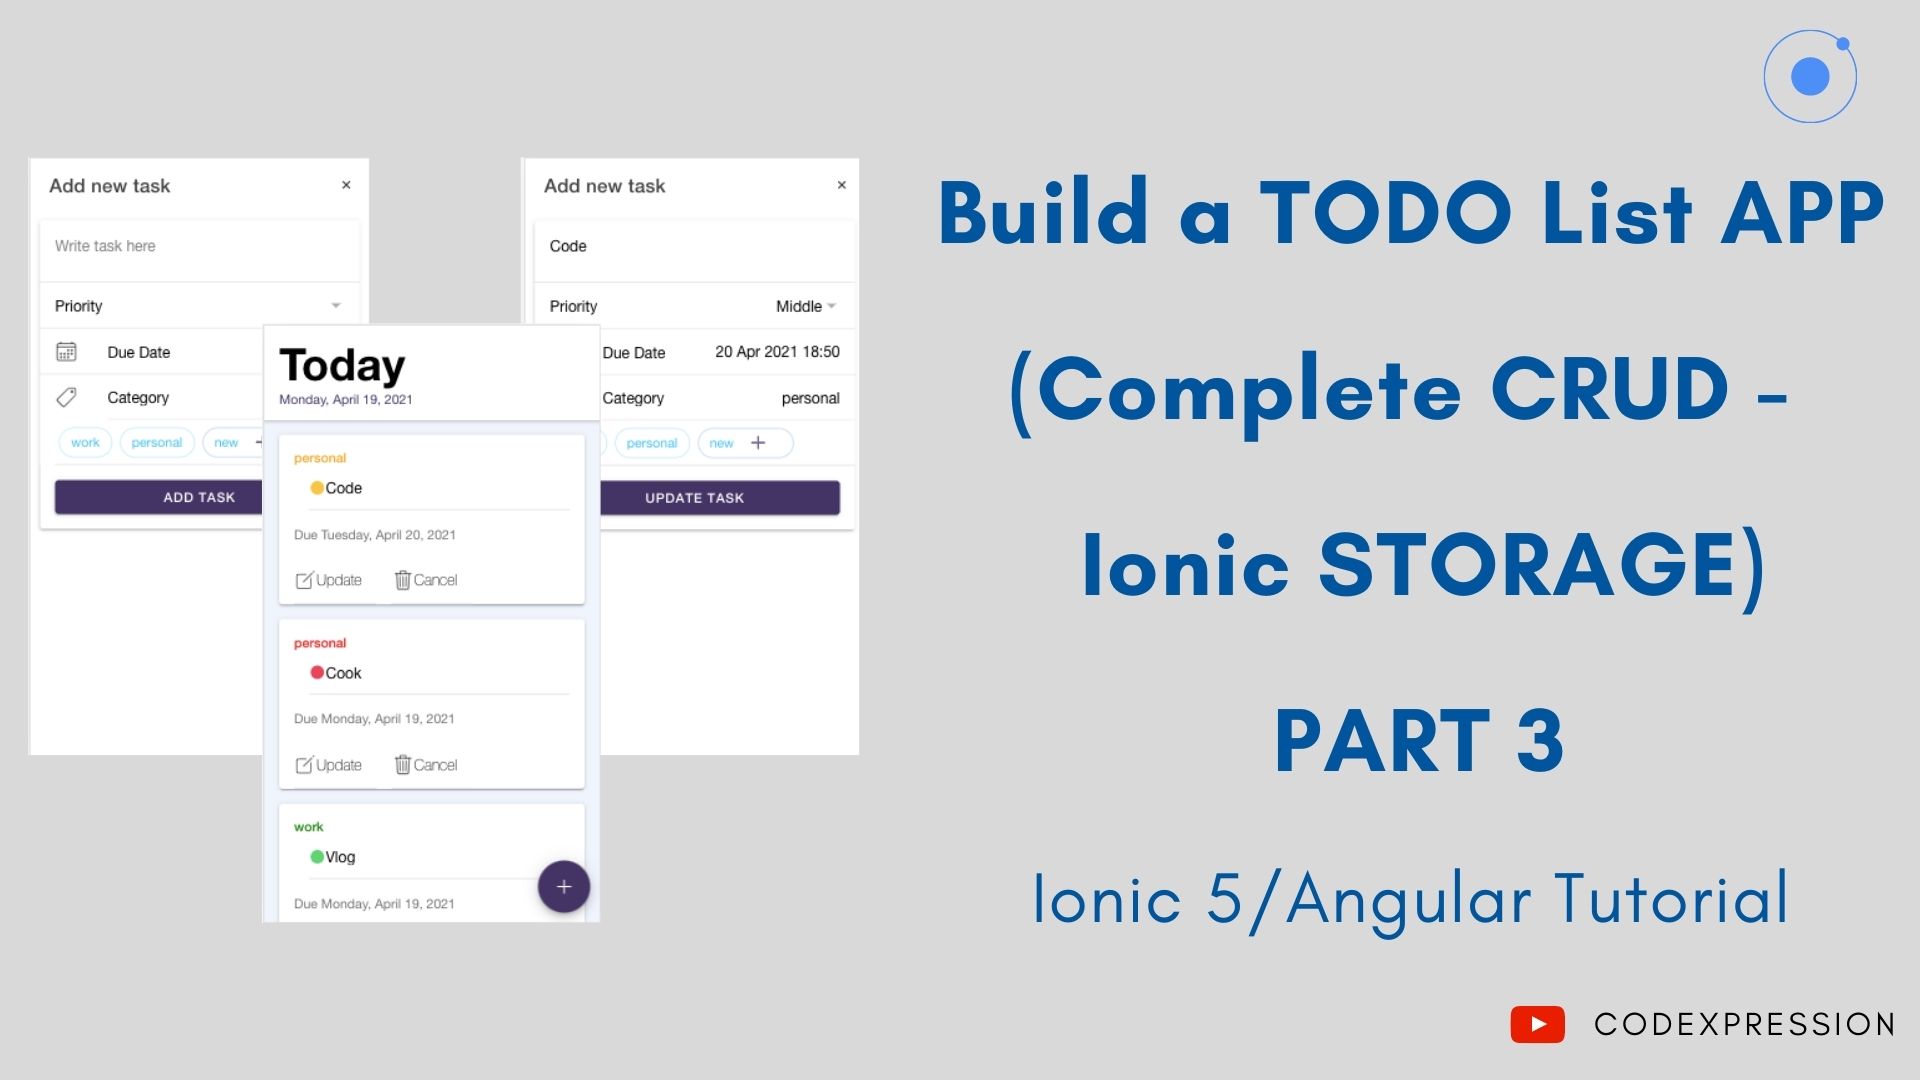 Add new task ×
Write task here
Priority
Due Date
Category
work personal new +
ADD TASK
Today
Monday, April 19, 2021
personal
Code
Due Tuesday, April 20, 2021
Update Cancel
personal
Cook
Due Monday, April 19, 2021
Update Cancel
work
Vlog
Due Monday, April 19, 2021
+
Add new task ×
Code
Priority Middle
Due Date 20 Apr 2021 18:50
Category personal
personal new +
UPDATE TASK
Build a TODO List APP
(Complete CRUD -
Ionic STORAGE)
PART 3
Ionic 5/Angular Tutorial
CODEXPRESSION